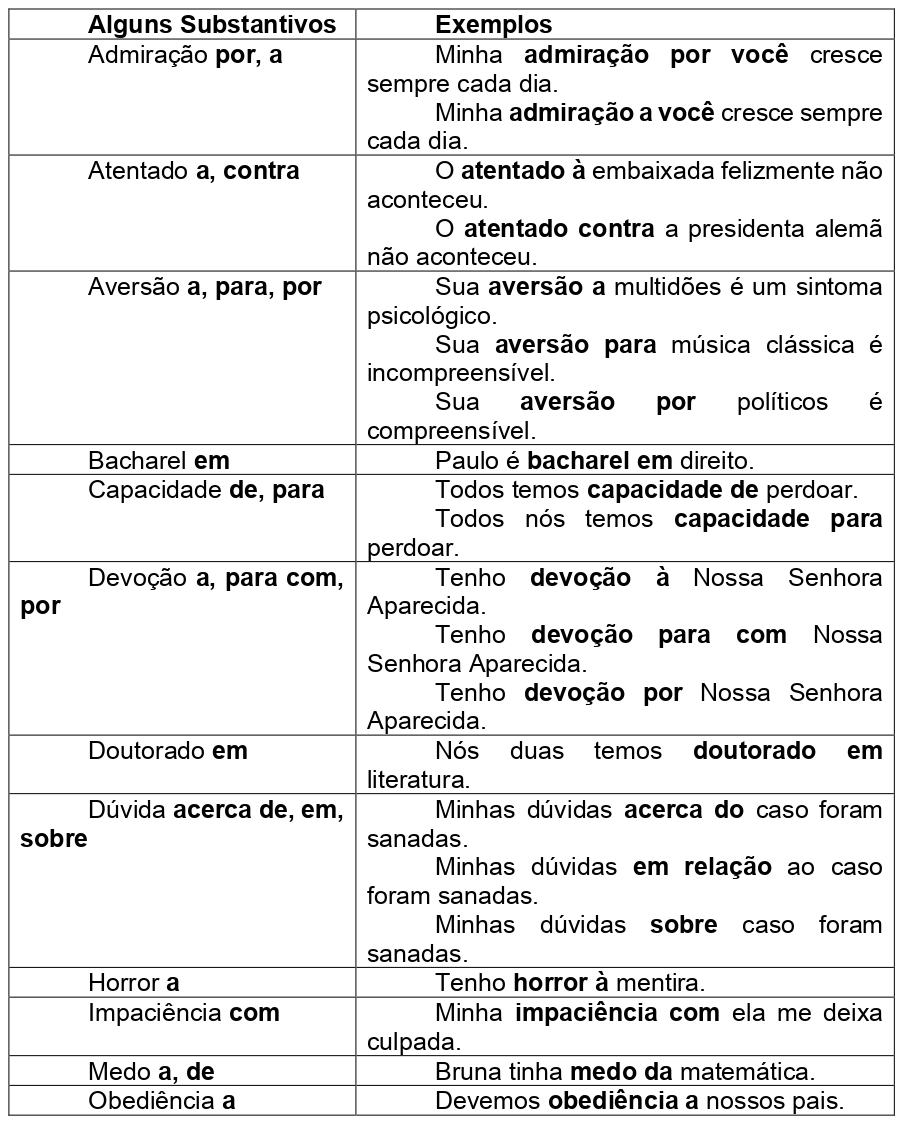 Alguns Substantivos
Exemplos
Admiração por, a
Minha admiração por você cresce
sempre cada dia.
Minha admiração a você cresce sempre
cada dia.
Atentado a, contra
O atentado à embaixada felizmente não
aconteceu.
O atentado contra a presidenta alemã
não aconteceu.
Aversão a, para, por
Sua aversão a multidões é um sintoma
psicológico.
Sua aversão para música clássica é
incompreensível.
Sua aversão por políticos é
compreensível.
Bacharel em
Paulo é bacharel em direito.
Capacidade de, para
Todos temos capacidade de perdoar.
Todos nós temos capacidade para
perdoar.
Devoção a, para com,
por
Tenho devoção à Nossa Senhora
Aparecida.
Tenho devoção para com Nossa
Senhora Aparecida.
Tenho devoção por Nossa Senhora
Aparecida.
Doutorado em
Nós duas temos doutorado em
literatura.
Dúvida acerca de, em,
sobre
Minhas dúvidas acerca do caso foram
sanadas.
Minhas dúvidas em relação ao caso
foram sanadas.
Minhas dúvidas sobre caso foram
sanadas.
Horror a
Tenho horror à mentira.
Impaciência com
Minha impaciência com ela me deixa
culpada.
Medo a, de
Bruna tinha medo da matemática.
Obediência a
Devemos obediência a nossos pais.